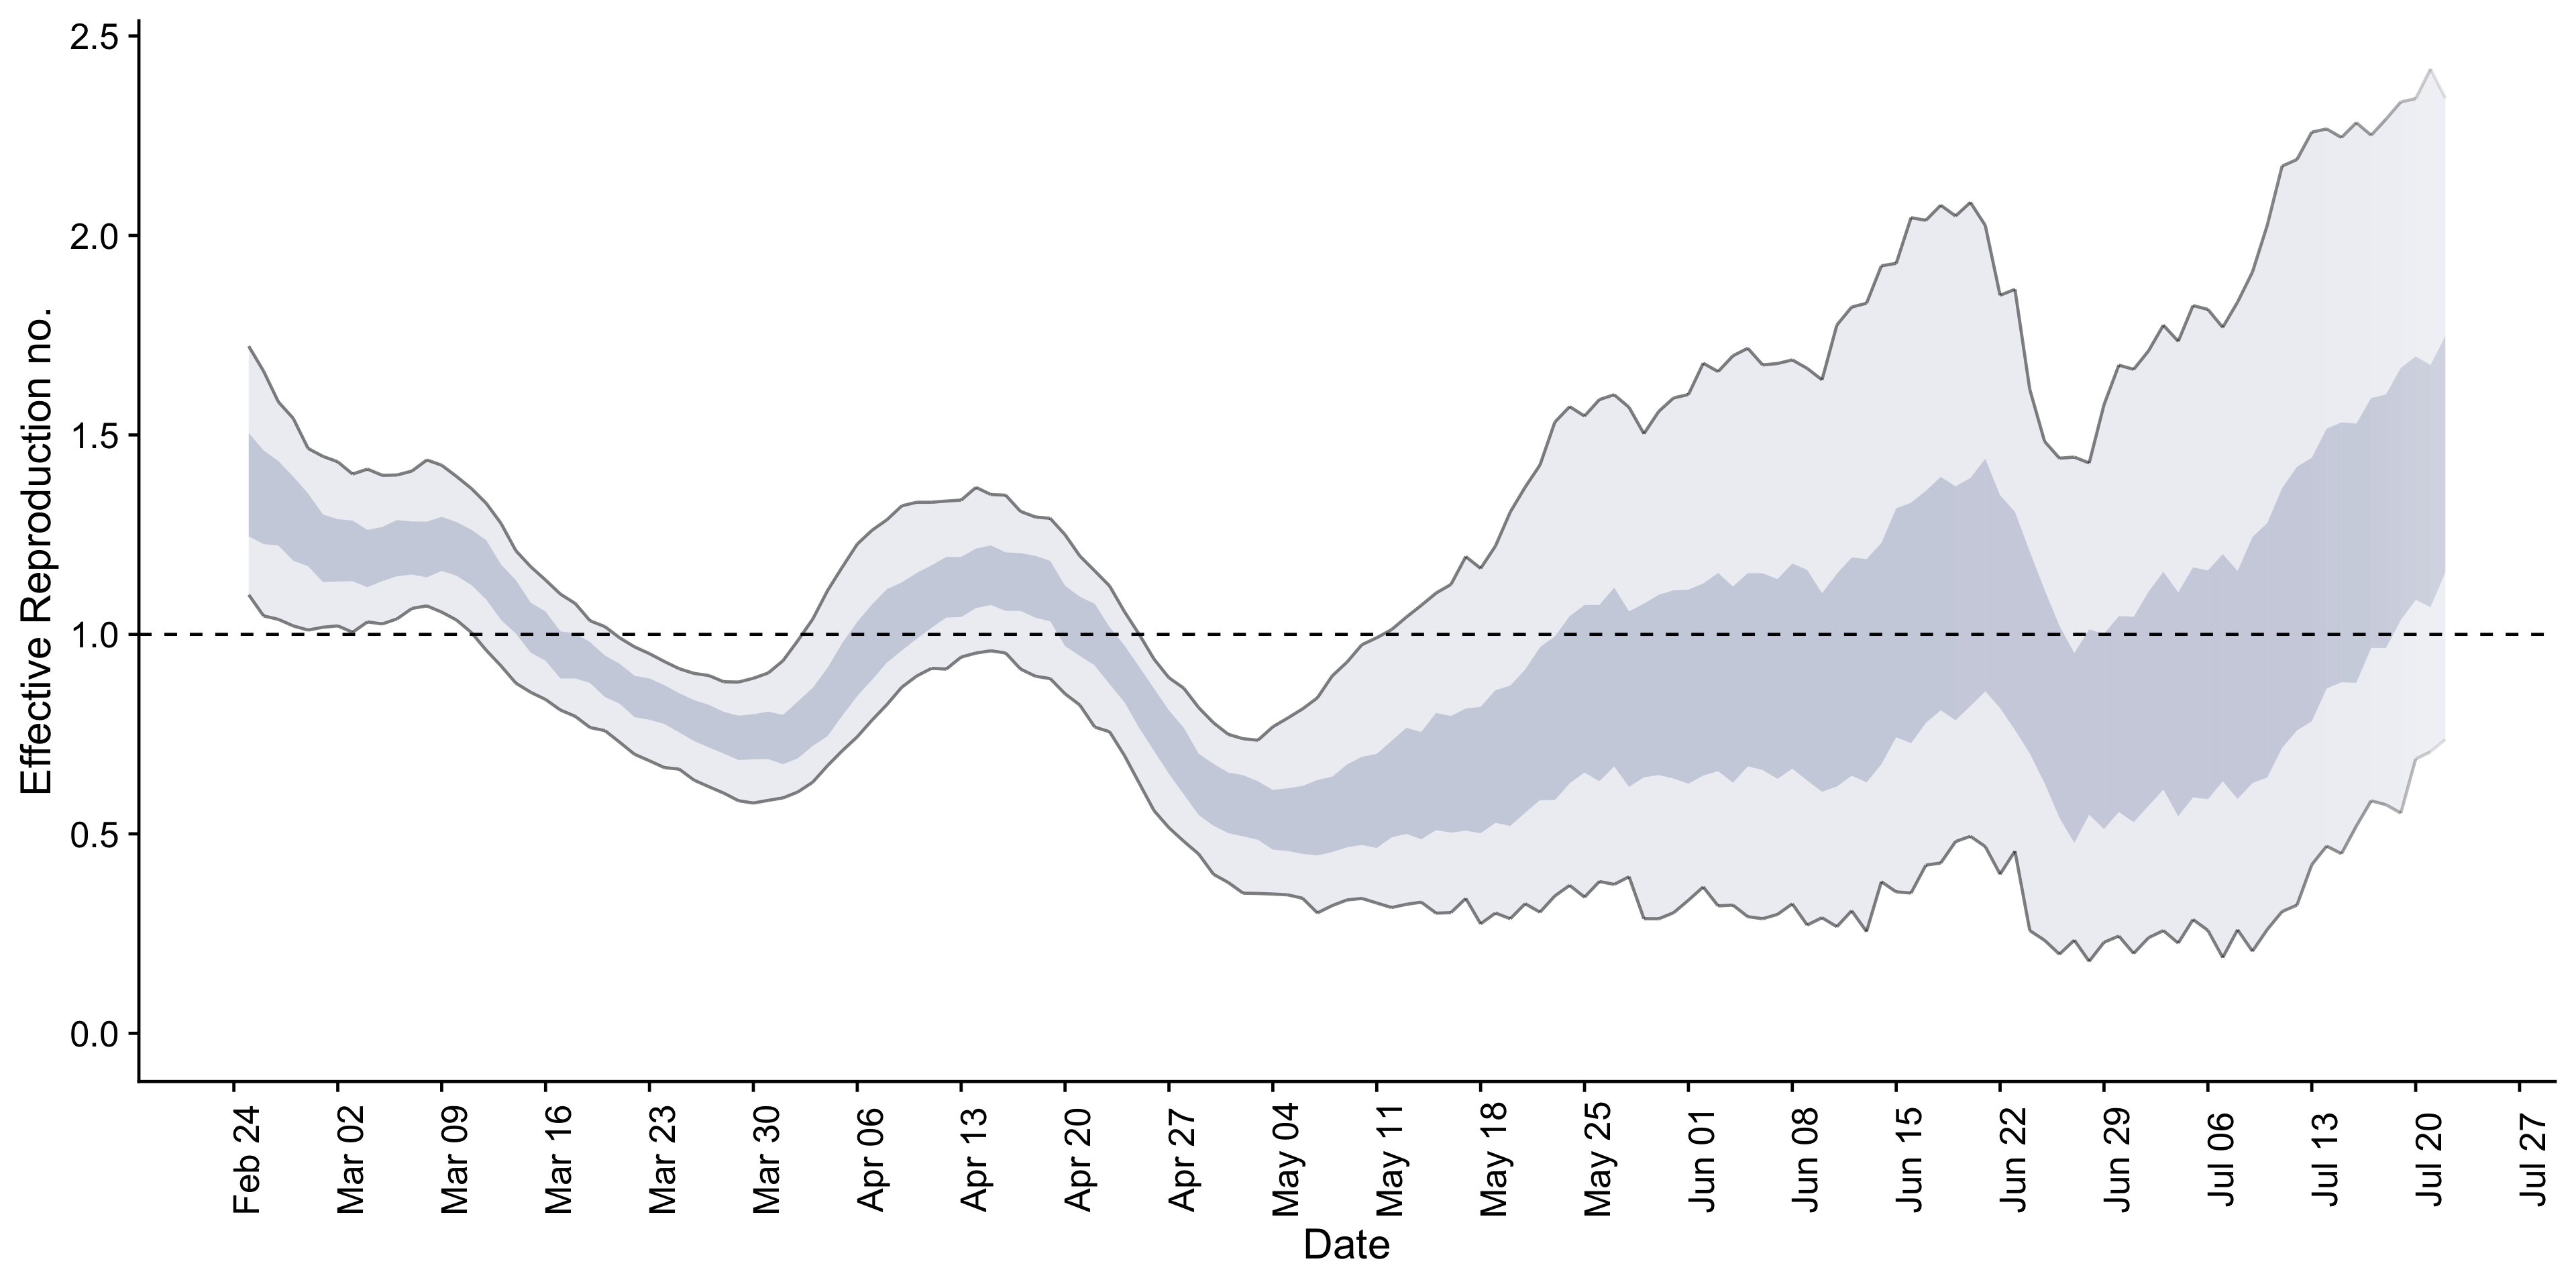 Effective Reproduction no.
2.5
2.0
1.5
1.0
0.5
0.0
Feb 24
Mar 02
Mar 09
Mar 16
Mar 23
Mar 30
Apr 06
Apr 13
Apr 20
Apr 27
May 04
May 11
May 18
May 25
Jun 01
Jun 08
Jun 15
Jun 22
Jun 29
Jul 06
Jul 13
Jul 20
Jul 27
Date